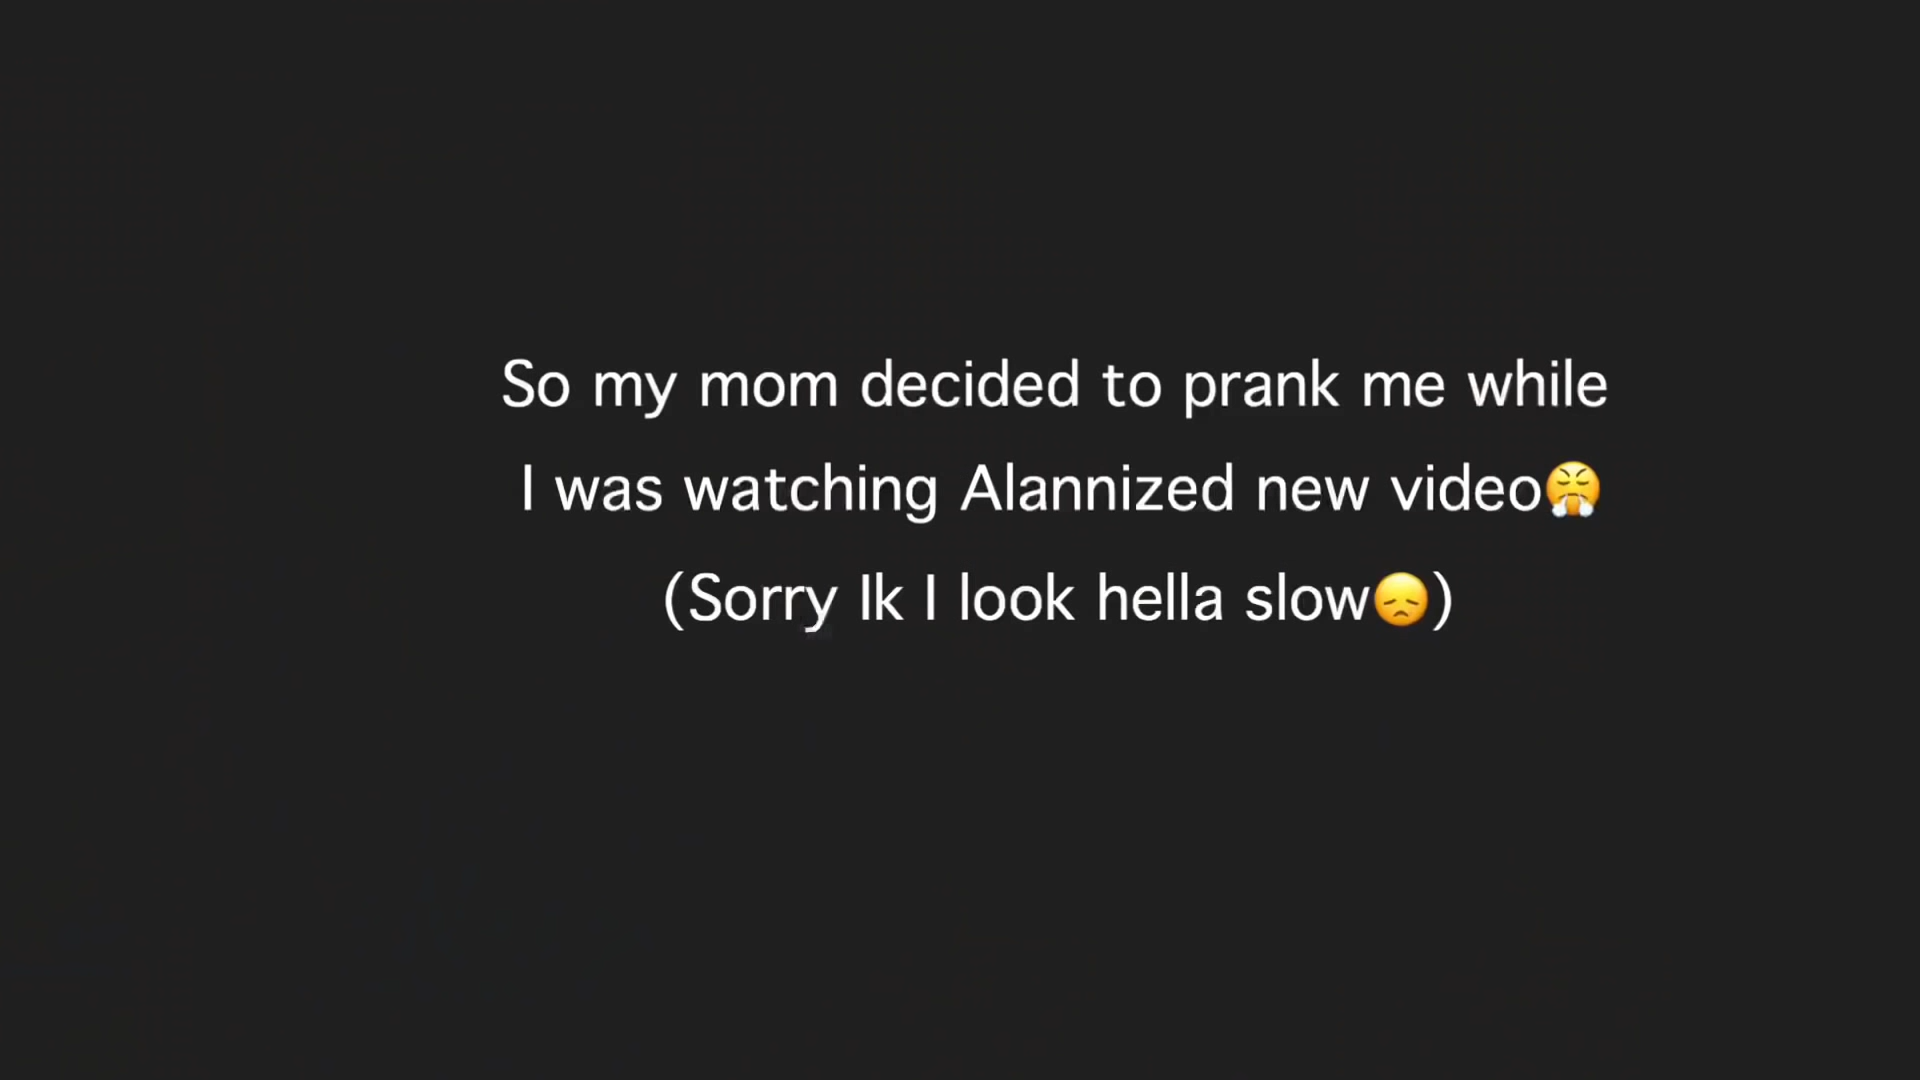 So my mom decided to prank me while
I was watching Alannized new video😤
(Sorry Ik I look hella slow😞)